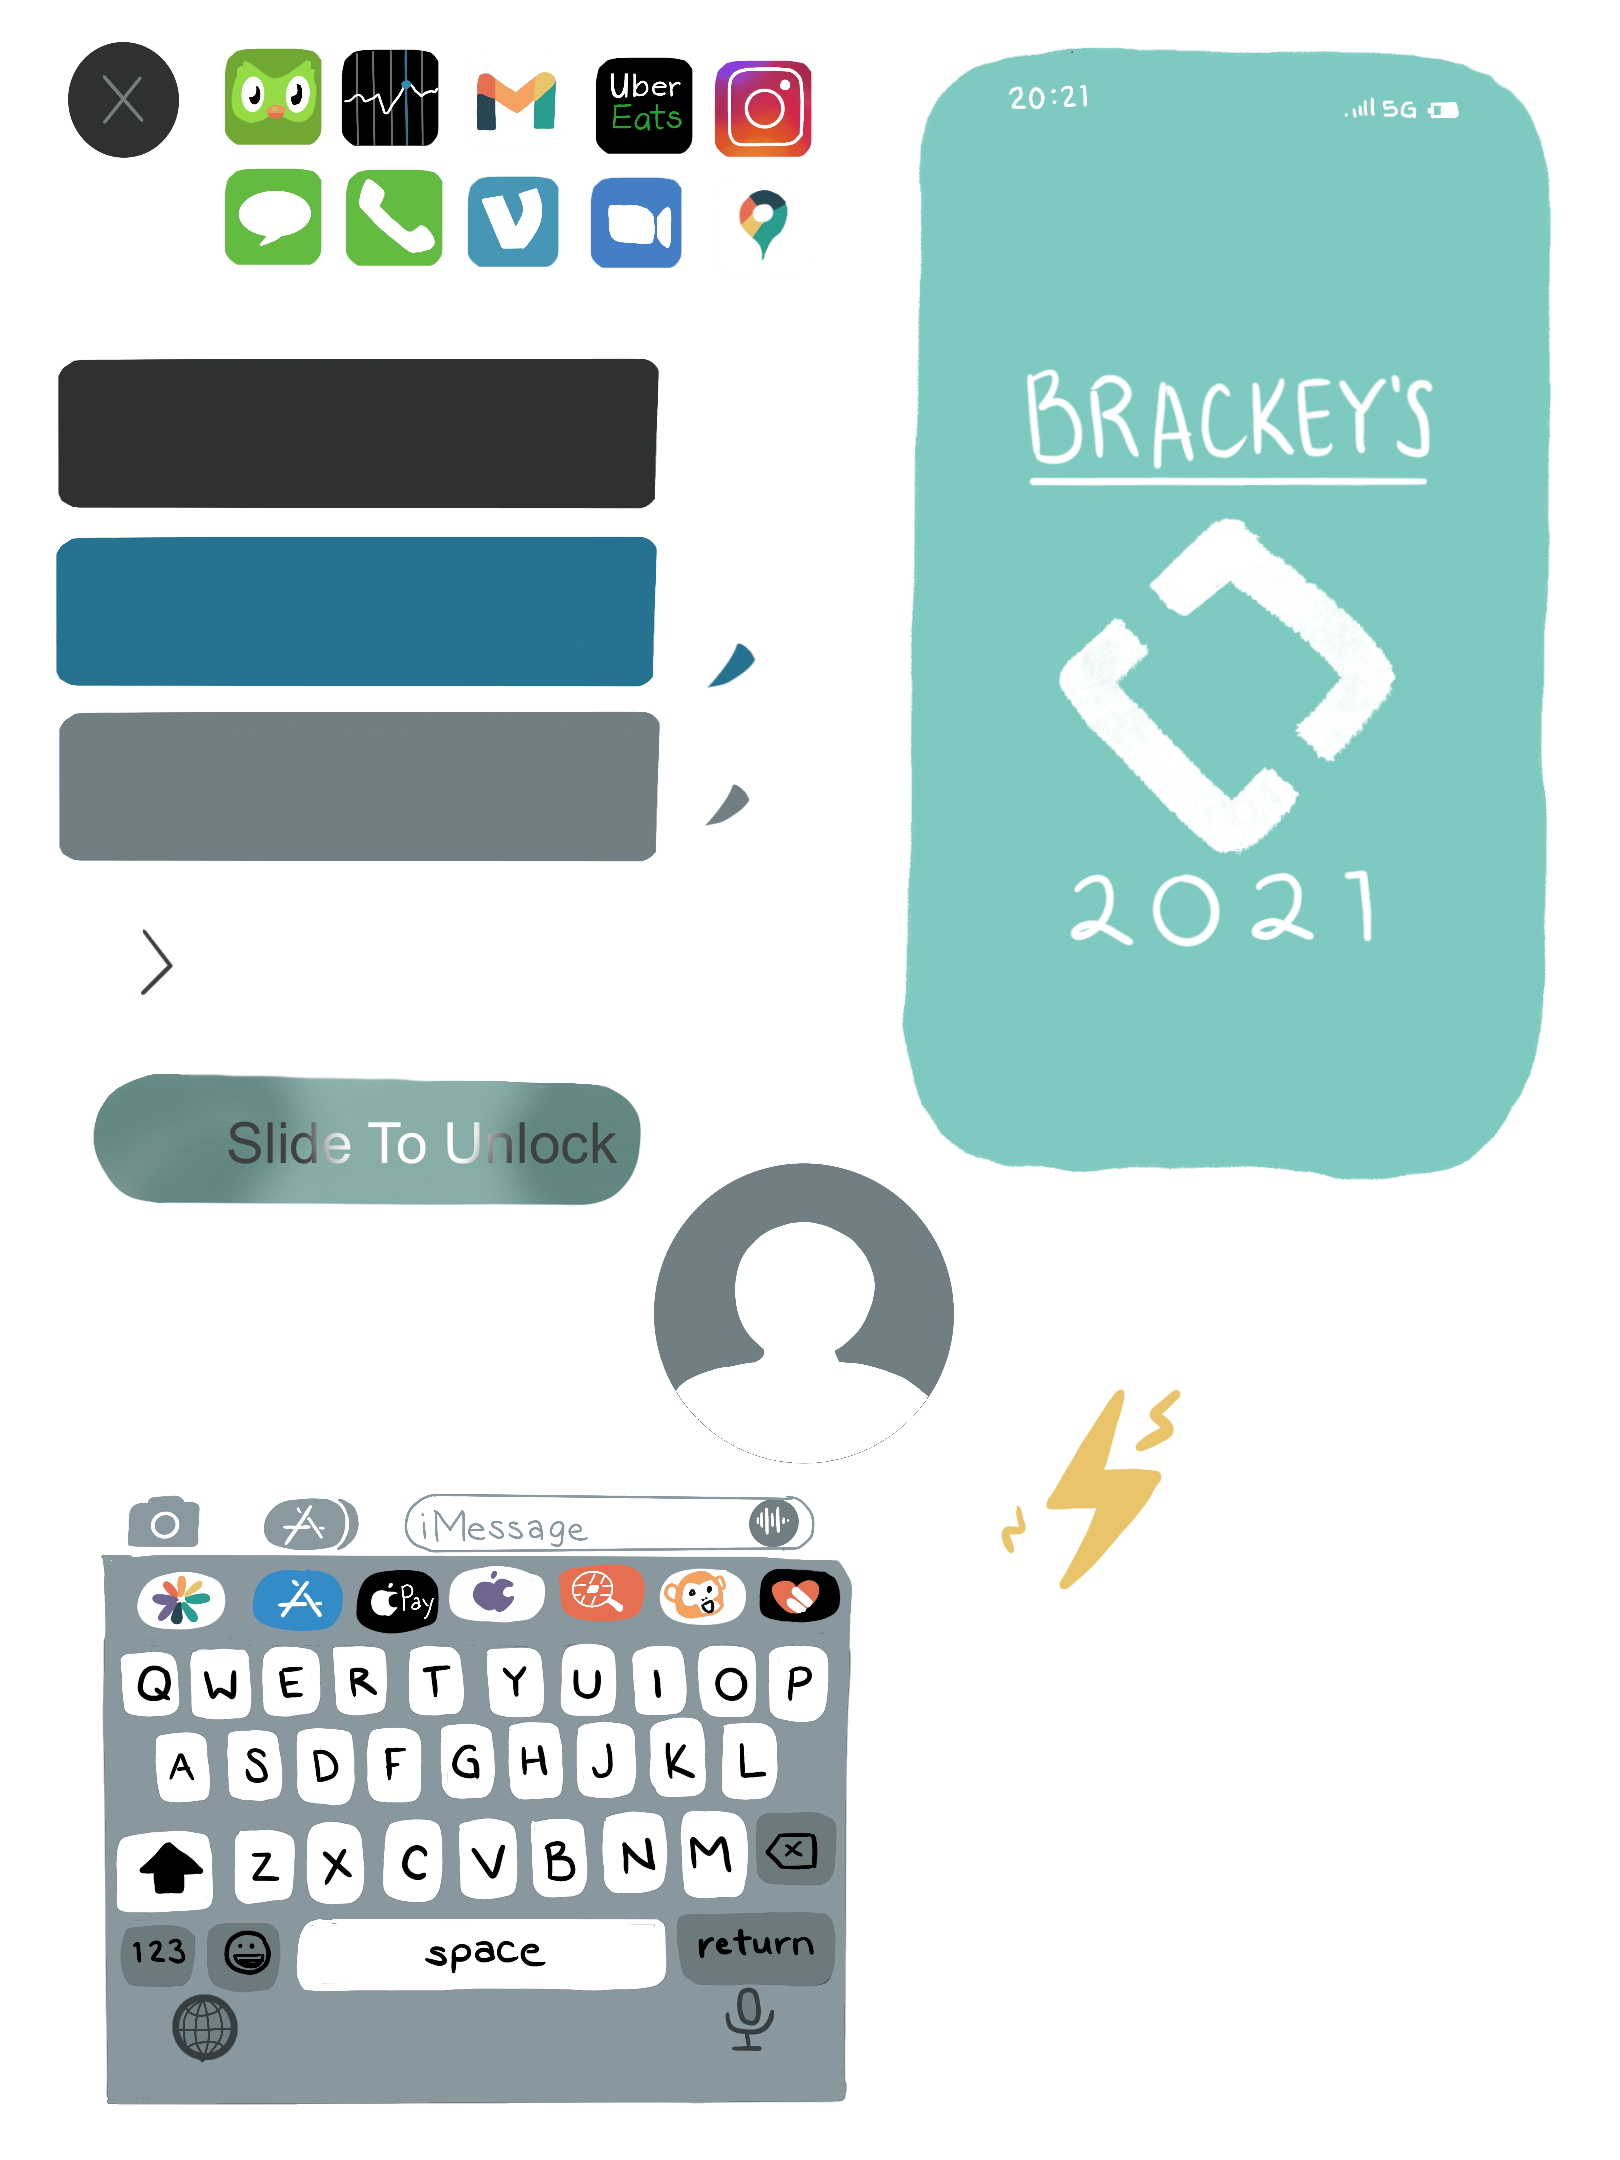 Uber
Eats
20:21
5G
BRACKEY'S
2021
Slide To Unlock
iMessage
Pay
Q W E R T Y U I O P
A S D F G H J K L
Z X C V B N M
123 space return